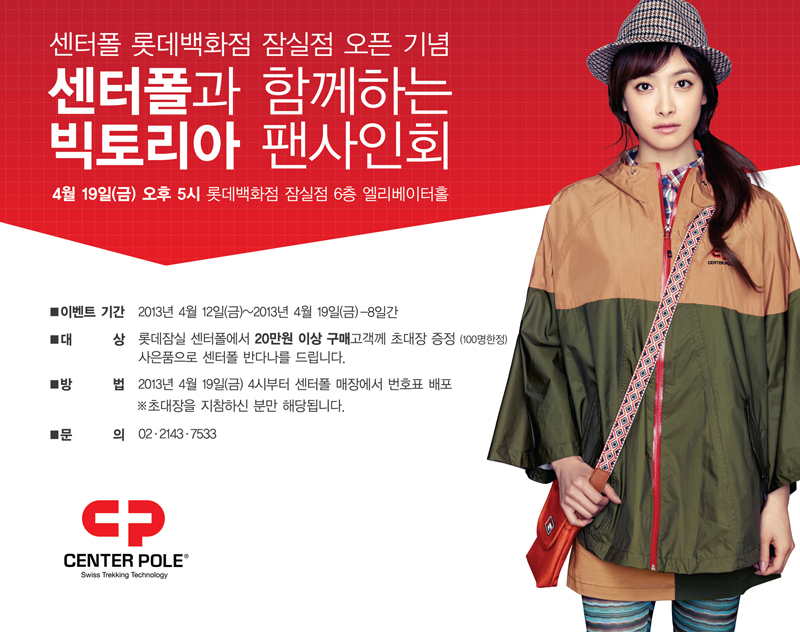 센터폴 롯데백화점 잠실점 오픈 기념
센터폴과 함께하는
빅토리아 팬사인회
4월 19일(금) 오후 5시 롯데백화점 잠실점 6층 엘리베이터홀
■이벤트 기간 2013년 4월 12일(금)~2013년 4월 19일(금)-8일간
■대 상 롯데잠실 센터폴에서 20만원 이상 구매고객께 초대장 증정 (100명한정)
사은품으로 센터폴 반다나를 드립니다.
■방 법 2013년 4월 19일(금) 4시부터 센터폴 매장에서 번호표 배포
※초대장을 지참하신 분만 해당됩니다.
■문 의 02·2143·7533
CENTER POLE®
Swiss Trekking Technology
CENTER POLE